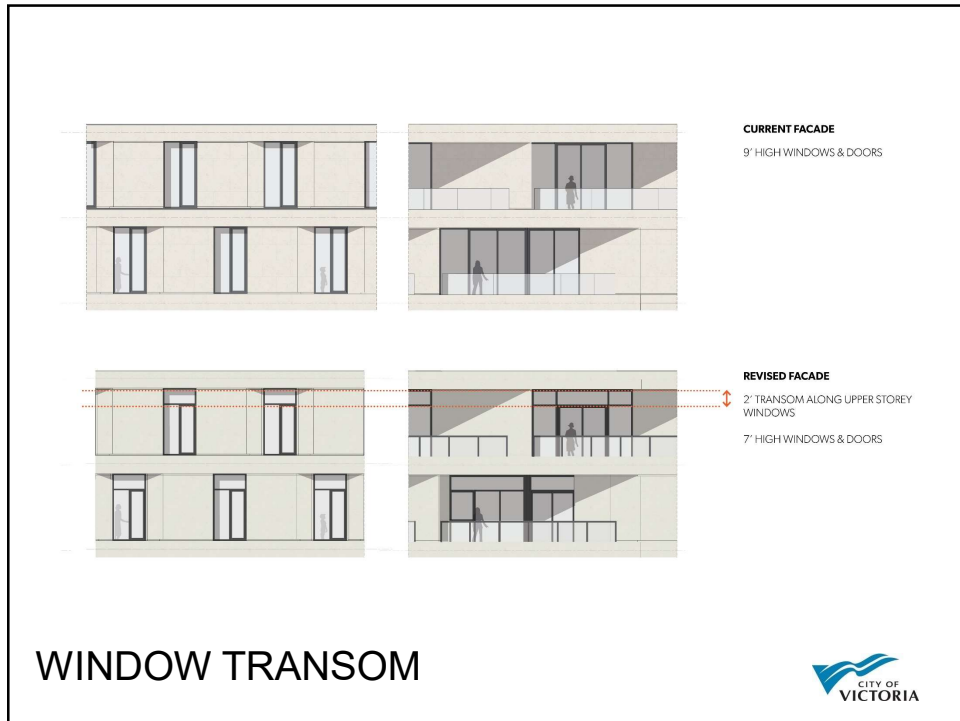 CURRENT FACADE
9' HIGH WINDOWS & DOORS
REVISED FACADE
2' TRANSOM ALONG UPPER STOREY
WINDOWS
7' HIGH WINDOWS & DOORS
WINDOW TRANSOM
CITY OF
VICTORIA